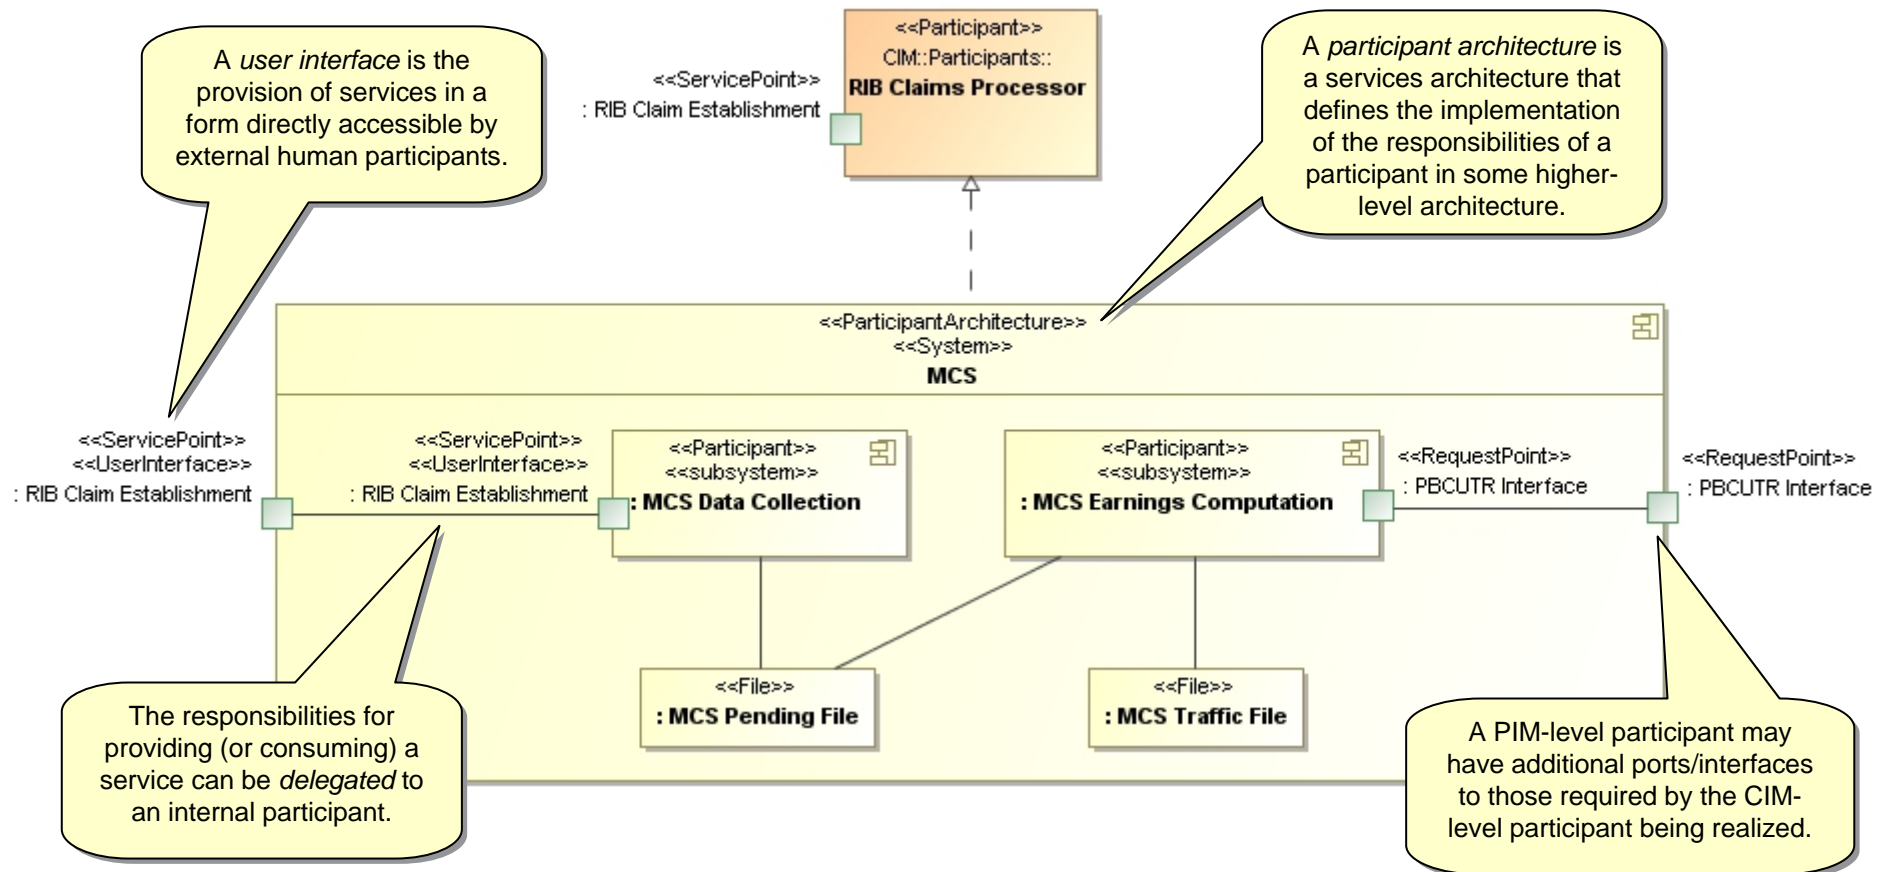 A user interface is the
provision of services in a
form directly accessible by
external human participants.
<<ServicePoint>>
: RIB Claim Establishment
<<Participant>>
CIM::Participants::
RIB Claims Processor
A participant architecture is
a services architecture that
defines the implementation
of the responsibilities of a
participant in some higher-
level architecture.
<<ParticipantArchitecture>>
<<System>>
MCS
<<ServicePoint>>
<<UserInterface>>
: RIB Claim Establishment
<<ServicePoint>>
<<UserInterface>>
: RIB Claim Establishment
<<Participant>>
<<subsystem>>
: MCS Data Collection
<<Participant>>
<<subsystem>>
: MCS Earnings Computation
<<RequestPoint>>
: PBCUTR Interface
<<RequestPoint>>
: PBCUTR Interface
<<File>>
: MCS Pending File
<<File>>
: MCS Traffic File
The responsibilities for
providing (or consuming) a
service can be delegated to
an internal participant.
A PIM-level participant may
have additional ports/interfaces
to those required by the CIM-
level participant being realized.